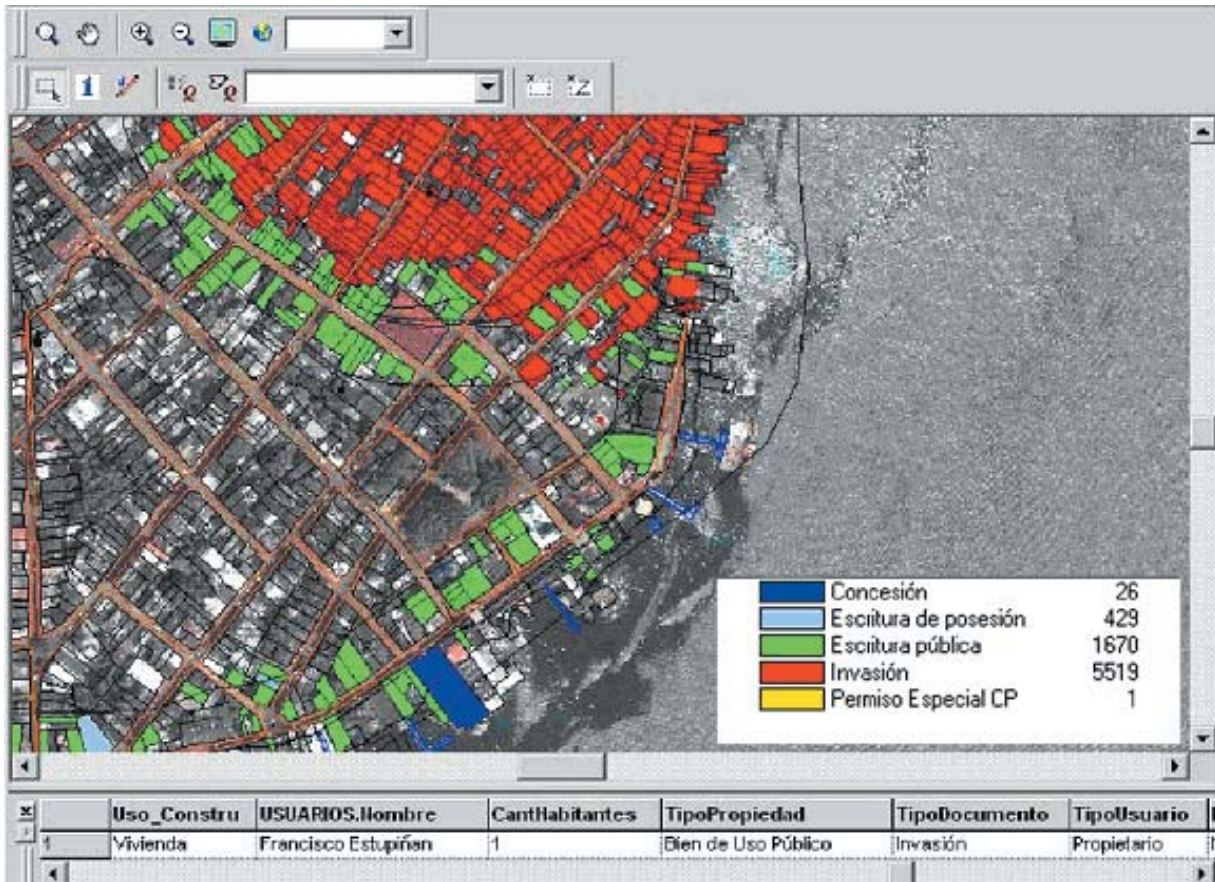 Concesión 26
Escritura de posesión 429
Escritura pública 1670
Invasión 5519
Permiso Especial CP 1
Uso_Constru USUARIOS.Nombre CantHabitantes TipoPropiedad TipoDocumento TipoUsuario
1 Vivienda Francisco Estupiñan 1 Bien de Uso Público Invasión Propietario